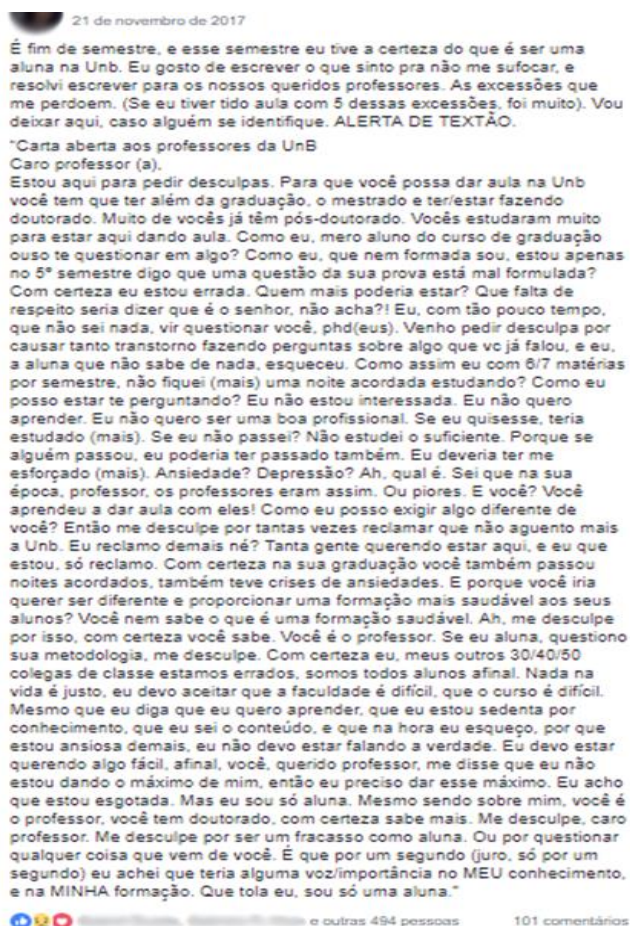 21 de novembro de 2017
É fim de semestre, e esse semestre eu tive a certeza do que é ser uma
aluna na Unb. Eu gosto de escrever o que sinto pra não me sufocar, e
resolvi escrever para os nossos queridos professores. As excessões que
me perdoem. (Se eu tiver tido aula com 5 dessas excessões, foi muito). Vou
deixar aqui, caso alguém se identifique. ALERTA DE TEXTÃO.
"Carta aberta aos professores da UnB
Caro professor (a),
Estou aqui para pedir desculpas. Para que você possa dar aula na Unb
você tem que ter além da graduação, o mestrado e ter/estar fazendo
doutorado. Muito de vocês já têm pós-doutorado. Vocês estudaram muito
para estar aqui dando aula. Como eu, mero aluno do curso de graduação
ouso te questionar em algo? Como eu, que nem formada sou, estou apenas
no 5° semestre digo que uma questão da sua prova está mal formulada?
Com certeza eu estou errada. Quem mais poderia estar? Que falta de
respeito seria dizer que é o senhor, não acha?! Eu, com tão pouco tempo,
que não sei nada, vir questionar você, phd(eus). Venho pedir desculpa por
causar tanto transtorno fazendo perguntas sobre algo que vc já falou, e eu,
a aluna que não sabe de nada, esqueceu. Como assim eu com 6/7 matérias
por semestre, não fiquei (mais) uma noite acordada estudando? Como eu
posso estar te perguntando? Eu não estou interessada. Eu não quero
aprender. Eu não quero ser uma boa profissional. Se eu quisesse, teria
estudado (mais). Se eu não passei? Não estudei o suficiente. Porque se
alguém passou, eu poderia ter passado também. Eu deveria ter me
esforçado (mais). Ansiedade? Depressão? Ah, qual é. Sei que na sua
época, professor, os professores eram assim. Ou piores. E você? Você
aprendeu a dar aula com eles! Como eu posso exigir algo diferente de
você? Então me desculpe por tantas vezes reclamar que não aguento mais
a Unb. Eu reclamo demais né? Tanta gente querendo estar aqui, e eu que
estou, só reclamo. Com certeza na sua graduação você também passou
noites acordados, também teve crises de ansiedades. E porque você iria
querer ser diferente e proporcionar uma formação mais saudável aos seus
alunos? Você nem sabe o que é uma formação saudável. Ah, me desculpe
por isso, com certeza você sabe. Você é o professor. Se eu aluna, questiono
sua metodologia, me desculpe. Com certeza eu, meus outros 30/40/50
colegas de classe estamos errados, somos todos alunos afinal. Nada na
vida é justo, eu devo aceitar que a faculdade é difícil, que o curso é difícil.
Mesmo que eu diga que eu quero aprender, que eu estou sedenta por
conhecimento, que eu sei o conteúdo, e que na hora eu esqueço, por que
estou ansiosa demais, eu não devo estar falando a verdade. Eu devo estar
querendo algo fácil, afinal, você, querido professor, me disse que eu não
estou dando o máximo de mim, então eu preciso dar esse máximo. Eu acho
que estou esgotada. Mas eu sou só aluna. Mesmo sendo sobre mim, você é
o professor, você tem doutorado, com certeza sabe mais. Me desculpe, caro
professor. Me desculpe por ser um fracasso como aluna. Ou por questionar
qualquer coisa que vem de você. É que por um segundo (juro, só por um
segundo) eu achei que teria alguma voz/importância no MEU conhecimento,
e na MINHA formação. Que tola eu, sou só uma aluna."
e outras 494 pessoas 101 comentários